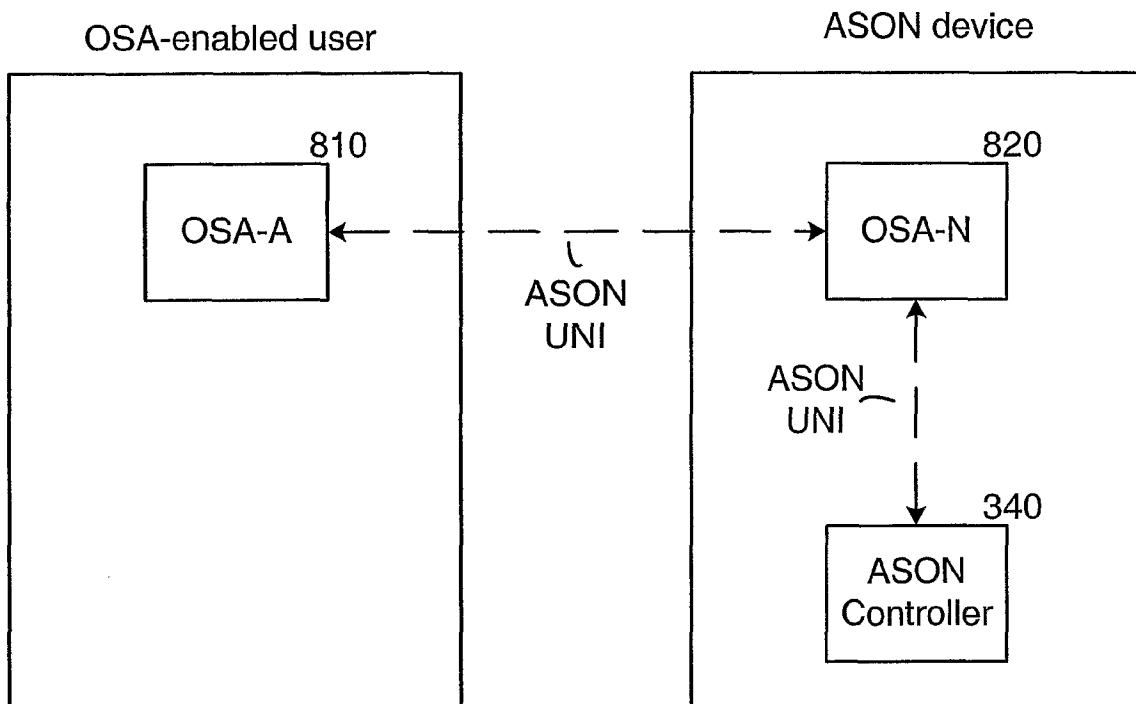 OSA-enabled user
ASON device
810
OSA-A
820
OSA-N
ASON
UNI
ASON
UNI
340
ASON
Controller